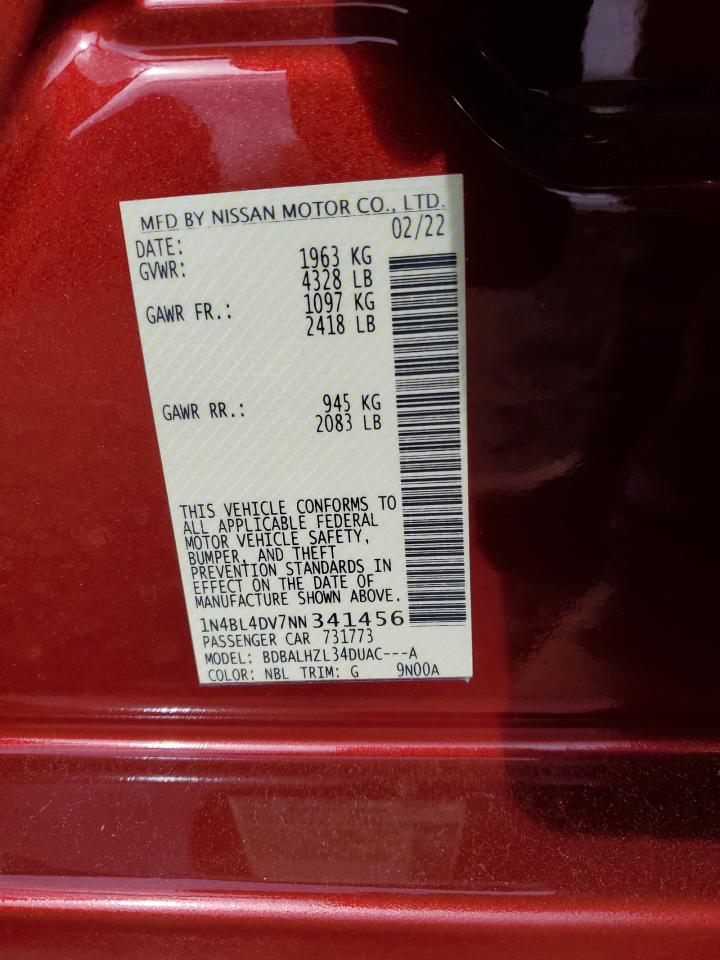 MFD BY NISSAN MOTOR CO., LTD.
DATE: 02/22
GVWR: 1963 KG
4328 LB
GAWR FR.: 1097 KG
2418 LB
GAWR RR.: 945 KG
2083 LB
THIS VEHICLE CONFORMS TO
ALL APPLICABLE FEDERAL
MOTOR VEHICLE SAFETY,
BUMPER, AND THEFT
PREVENTION STANDARDS IN
EFFECT ON THE DATE OF
MANUFACTURE SHOWN ABOVE.
1N4BL4DV7NN341456
PASSENGER CAR 731773
MODEL: BDBALHZL34DUAC---A
COLOR: NBL TRIM: G 9N00A